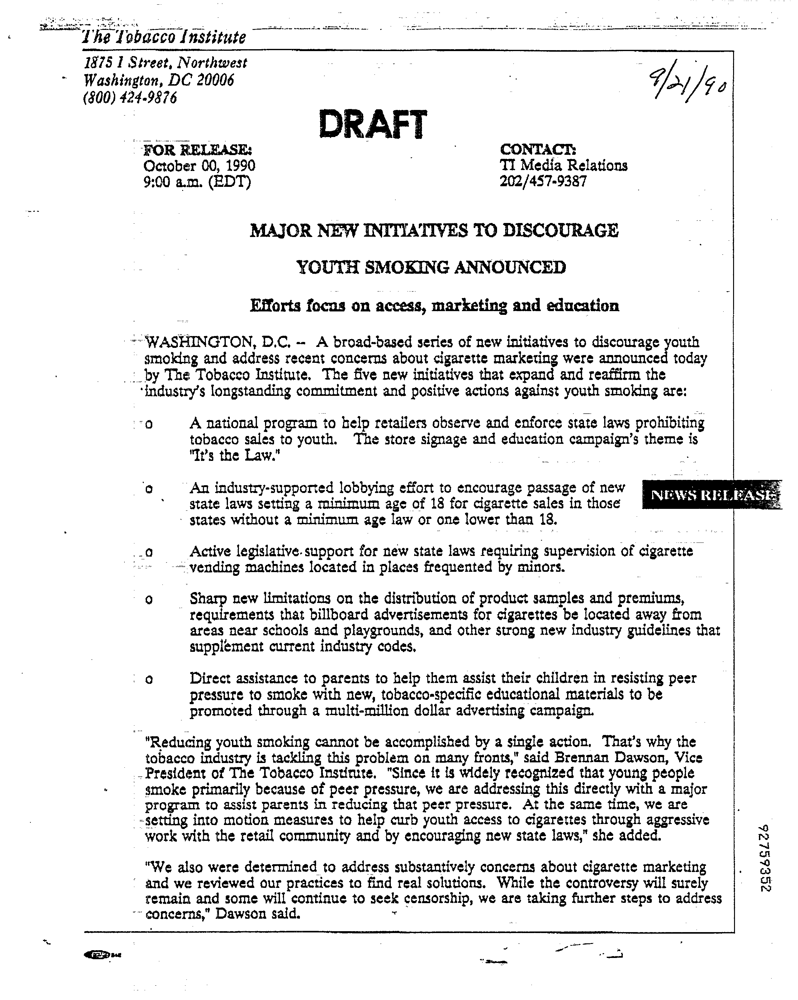 The Tobacco Institute
1875 I Street, Northwest
Washington, DC 20006
(800) 424-9876
9/21/90
DRAFT
FOR RELEASE:
October 00, 1990
9:00 a.m. (EDT)
CONTACT:
TI Media Relations
202/457-9387
MAJOR NEW INITIATIVES TO DISCOURAGE
YOUTH SMOKING ANNOUNCED
Efforts focus on access, marketing and education
WASHINGTON, D.C. -- A broad-based series of new initiatives to discourage youth
smoking and address recent concerns about cigarette marketing were announced today
by The Tobacco Institute. The five new initiatives that expand and reaffirm the
industry's longstanding commitment and positive actions against youth smoking are:
o A national program to help retailers observe and enforce state laws prohibiting
tobacco sales to youth. The store signage and education campaign's theme is
"It's the Law."
o An industry-supported lobbying effort to encourage passage of new
state laws setting a minimum age of 18 for cigarette sales in those
states without a minimum age law or one lower than 18.
NEWS RELEASE
o Active legislative support for new state laws requiring supervision of cigarette
vending machines located in places frequented by minors.
o Sharp new limitations on the distribution of product samples and premiums,
requirements that billboard advertisements for cigarettes be located away from
areas near schools and playgrounds, and other strong new industry guidelines that
supplement current industry codes.
o Direct assistance to parents to help them assist their children in resisting peer
pressure to smoke with new, tobacco-specific educational materials to be
promoted through a multi-million dollar advertising campaign.
"Reducing youth smoking cannot be accomplished by a single action. That's why the
tobacco industry is tackling this problem on many fronts," said Brennan Dawson, Vice
President of The Tobacco Institute. "Since it is widely recognized that young people
smoke primarily because of peer pressure, we are addressing this directly with a major
program to assist parents in reducing that peer pressure. At the same time, we are
setting into motion measures to help curb youth access to cigarettes through aggressive
work with the retail community and by encouraging new state laws," she added.
"We also were determined to address substantively concerns about cigarette marketing
and we reviewed our practices to find real solutions. While the controversy will surely
remain and some will continue to seek censorship, we are taking further steps to address
concerns," Dawson said.
92759352